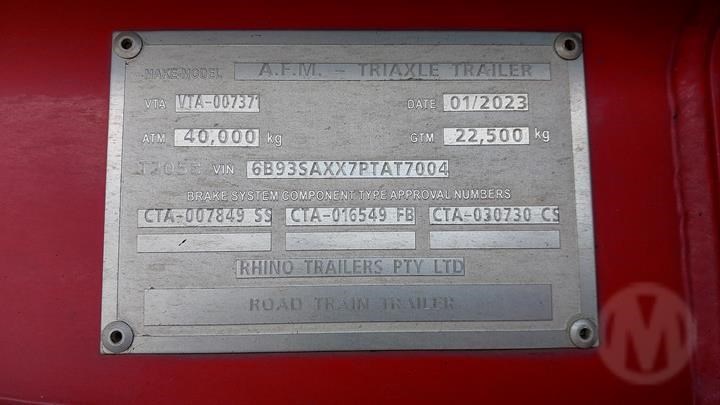 MAKE-MODEL A.F.M. - TRIAXLE TRAILER
VTA VTA-007371 DATE 01/2023
ATM 40,000 kg GTM 22,500 kg
VIN 6B93SAXX7PTAT7004
BRAKE SYSTEM COMPONENT TYPE APPROVAL NUMBERS
CTA-007849 SS CTA-016549 FB CTA-030730 CS
RHINO TRAILERS PTY LTD
ROAD TRAIN TRAILER
M